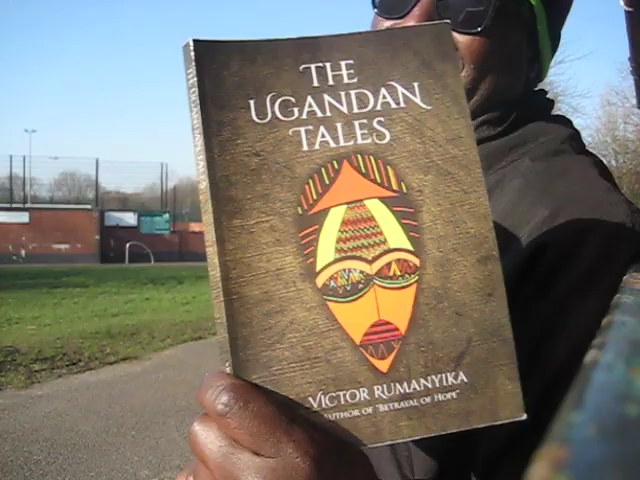 THE
UGANDAN
TALES
VICTOR RUMANYIKA
AUTHOR OF "BETRAYAL OF HOPE"